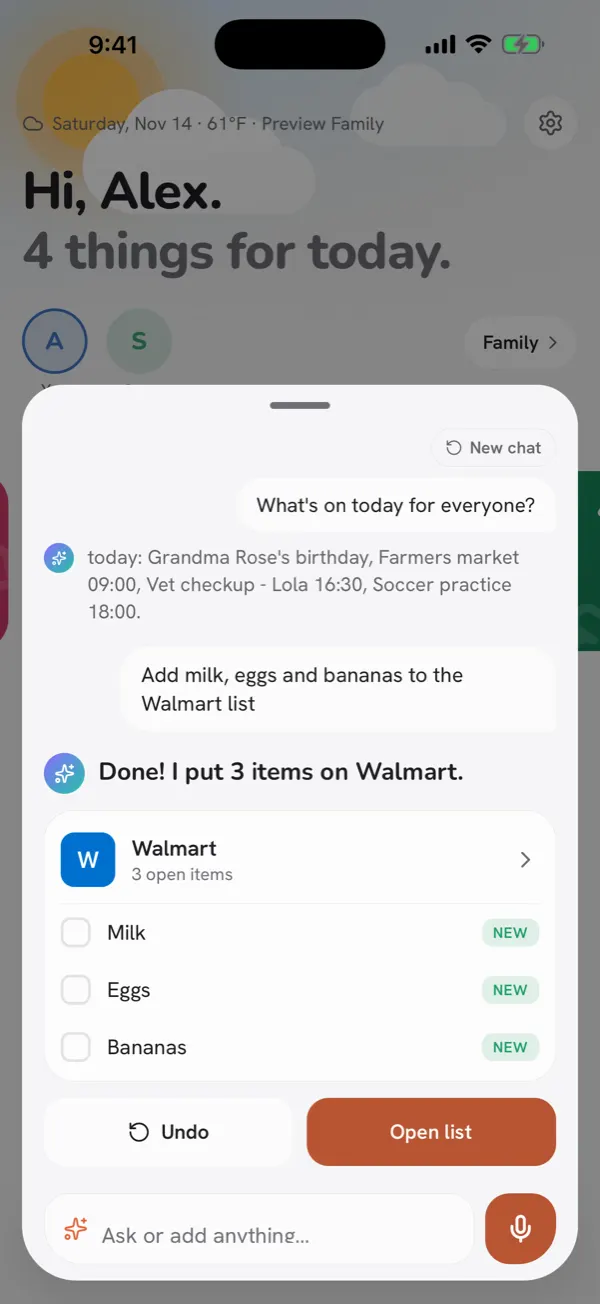 9:41
Saturday, Nov 14 · 61°F · Preview Family
Hi, Alex.
4 things for today.
A
S
Family
New chat
What's on today for everyone?
today: Grandma Rose's birthday, Farmers market
09:00, Vet checkup - Lola 16:30, Soccer practice
18:00.
Add milk, eggs and bananas to the
Walmart list
Done! I put 3 items on Walmart.
W
Walmart
3 open items
Milk
NEW
Eggs
NEW
Bananas
NEW
Undo
Open list
Ask or add anything...